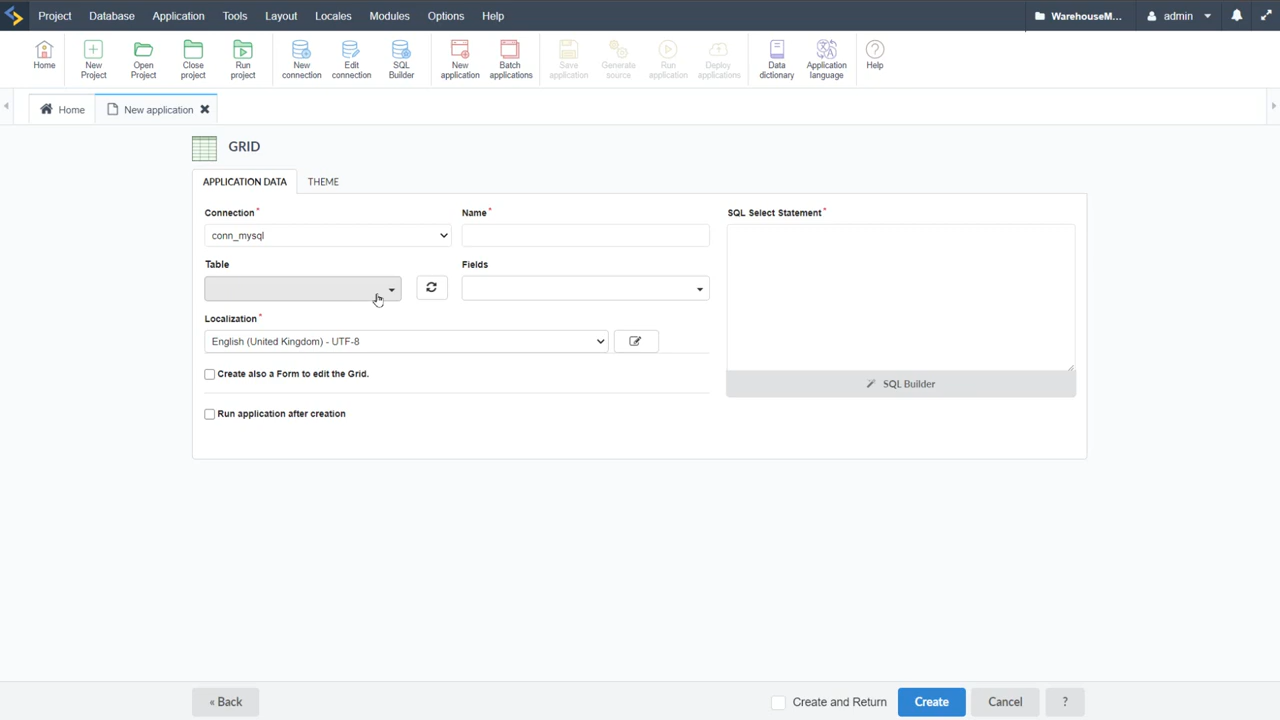 Project Database Application Tools Layout Locales Modules Options Help WarehouseM... admin
Home New Project Open Project Close project Run project New connection Edit connection SQL Builder New application Batch applications Save application Generate source Run application Deploy applications Data dictionary Application language Help
Home New application
GRID
APPLICATION DATA THEME
Connection* Name* SQL Select Statement*
conn_mysql
Table Fields
Localization*
English (United Kingdom) - UTF-8
Create also a Form to edit the Grid.
SQL Builder
Run application after creation
« Back Create and Return Create Cancel ?